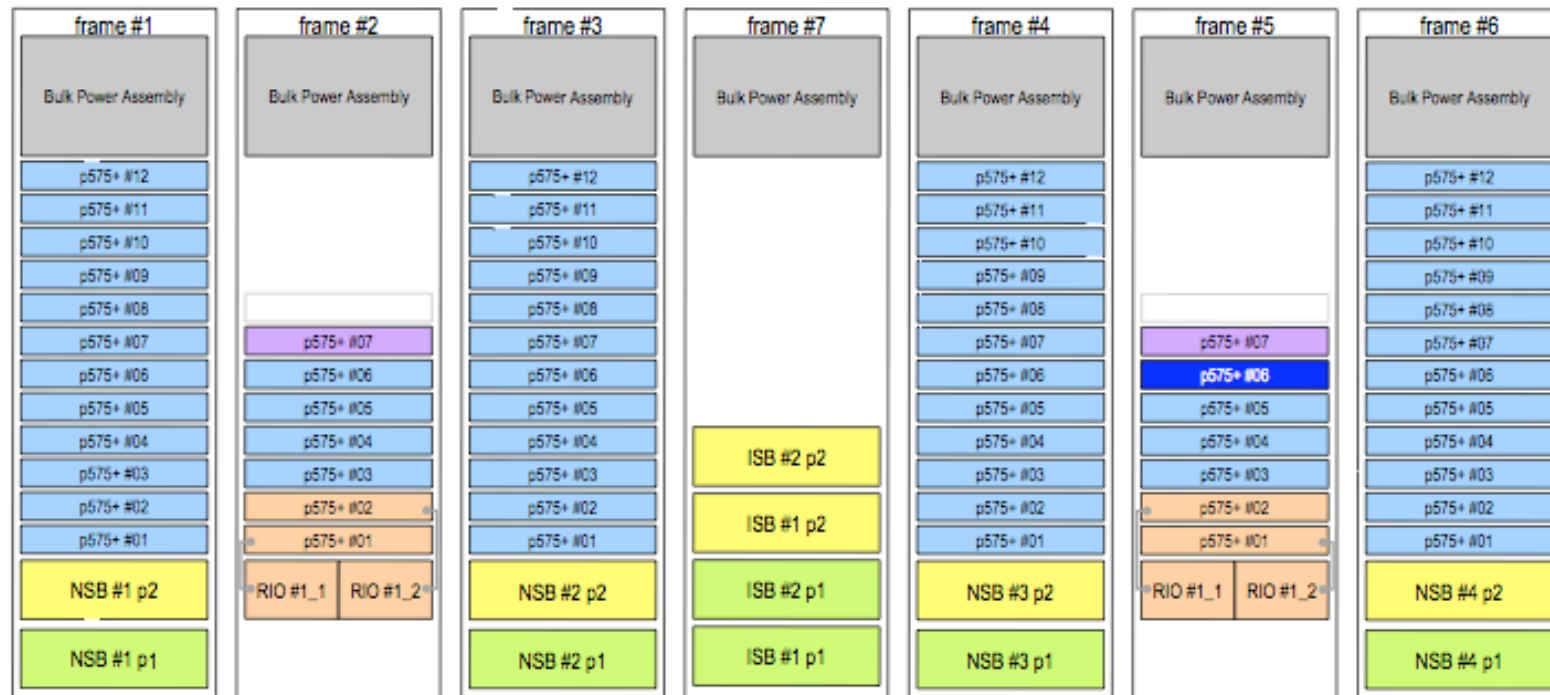 frame #1
Bulk Power Assembly
p575+ #12
p575+ #11
p575+ #10
p575+ #09
p575+ #08
p575+ #07
p575+ #06
p575+ #05
p575+ #04
p575+ #03
p575+ #02
p575+ #01
NSB #1 p2
NSB #1 p1
frame #2
Bulk Power Assembly
p575+ #07
p575+ #06
p575+ #05
p575+ #04
p575+ #03
p575+ #02
p575+ #01
RIO #1_1 RIO #1_2
frame #3
Bulk Power Assembly
p575+ #12
p575+ #11
p575+ #10
p575+ #09
p575+ #08
p575+ #07
p575+ #06
p575+ #05
p575+ #04
p575+ #03
p575+ #02
p575+ #01
NSB #2 p2
NSB #2 p1
frame #7
Bulk Power Assembly
ISB #2 p2
ISB #1 p2
ISB #2 p1
ISB #1 p1
frame #4
Bulk Power Assembly
p575+ #12
p575+ #11
p575+ #10
p575+ #09
p575+ #08
p575+ #07
p575+ #06
p575+ #05
p575+ #04
p575+ #03
p575+ #02
p575+ #01
NSB #3 p2
NSB #3 p1
frame #5
Bulk Power Assembly
p575+ #07
p575+ #06
p575+ #05
p575+ #04
p575+ #03
p575+ #02
p575+ #01
RIO #1_1 RIO #1_2
frame #6
Bulk Power Assembly
p575+ #12
p575+ #11
p575+ #10
p575+ #09
p575+ #08
p575+ #07
p575+ #06
p575+ #05
p575+ #04
p575+ #03
p575+ #02
p575+ #01
NSB #4 p2
NSB #4 p1